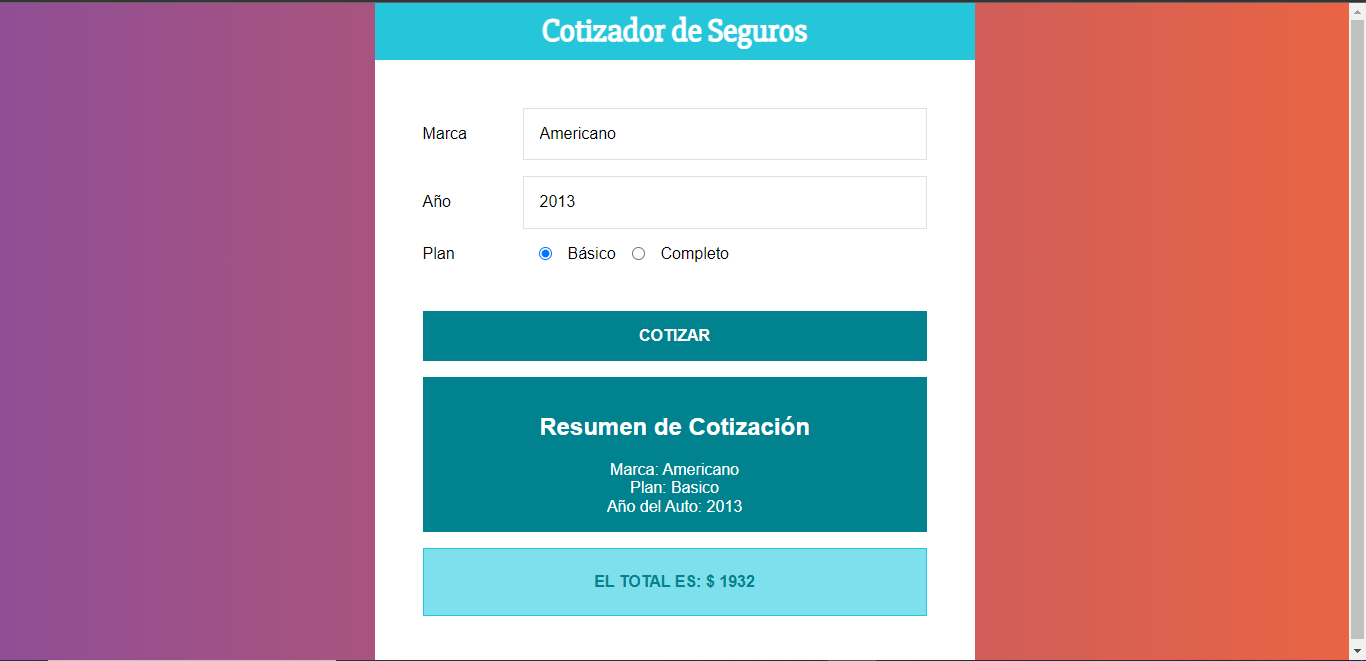 Cotizador de Seguros
Marca Americano
Año 2013
Plan Básico Completo
COTIZAR
Resumen de Cotización
Marca: Americano
Plan: Basico
Año del Auto: 2013
EL TOTAL ES: $ 1932